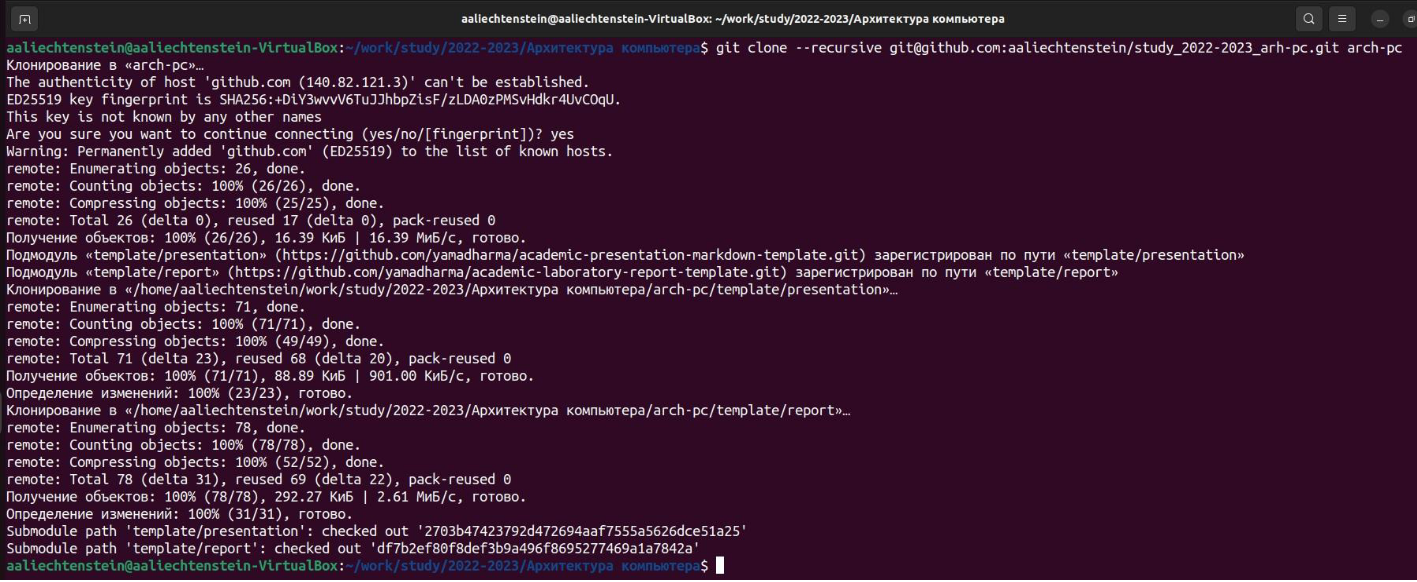 aaliechtenstein@aaliechtenstein-VirtualBox: ~/work/study/2022-2023/Архитектура компьютера
aaliechtenstein@aaliechtenstein-VirtualBox:~/work/study/2022-2023/Архитектура компьютера$ git clone --recursive git@github.com:aaliechtenstein/study_2022-2023_arh-pc.git arch-pc
Клонирование в «arch-pc»…
The authenticity of host 'github.com (140.82.121.3)' can't be established.
ED25519 key fingerprint is SHA256:+DiY3wvvV6TuJJhbpZisF/zLDA0zPMSvHdkr4UvCOqU.
This key is not known by any other names
Are you sure you want to continue connecting (yes/no/[fingerprint])? yes
Warning: Permanently added 'github.com' (ED25519) to the list of known hosts.
remote: Enumerating objects: 26, done.
remote: Counting objects: 100% (26/26), done.
remote: Compressing objects: 100% (25/25), done.
remote: Total 26 (delta 0), reused 17 (delta 0), pack-reused 0
Получение объектов: 100% (26/26), 16.39 КиБ | 16.39 МиБ/с, готово.
Подмодуль «template/presentation» (https://github.com/yamadharma/academic-presentation-markdown-template.git) зарегистрирован по пути «template/presentation»
Подмодуль «template/report» (https://github.com/yamadharma/academic-laboratory-report-template.git) зарегистрирован по пути «template/report»
Клонирование в «/home/aaliechtenstein/work/study/2022-2023/Архитектура компьютера/arch-pc/template/presentation»…
remote: Enumerating objects: 71, done.
remote: Counting objects: 100% (71/71), done.
remote: Compressing objects: 100% (49/49), done.
remote: Total 71 (delta 23), reused 68 (delta 20), pack-reused 0
Получение объектов: 100% (71/71), 88.89 КиБ | 901.00 КиБ/с, готово.
Определение изменений: 100% (23/23), готово.
Клонирование в «/home/aaliechtenstein/work/study/2022-2023/Архитектура компьютера/arch-pc/template/report»…
remote: Enumerating objects: 78, done.
remote: Counting objects: 100% (78/78), done.
remote: Compressing objects: 100% (52/52), done.
remote: Total 78 (delta 31), reused 69 (delta 22), pack-reused 0
Получение объектов: 100% (78/78), 292.27 КиБ | 2.61 МиБ/с, готово.
Определение изменений: 100% (31/31), готово.
Submodule path 'template/presentation': checked out '2703b47423792d472694aaf7555a5626dce51a25'
Submodule path 'template/report': checked out 'df7b2ef80f8def3b9a496f8695277469a1a7842a'
aaliechtenstein@aaliechtenstein-VirtualBox:~/work/study/2022-2023/Архитектура компьютера$